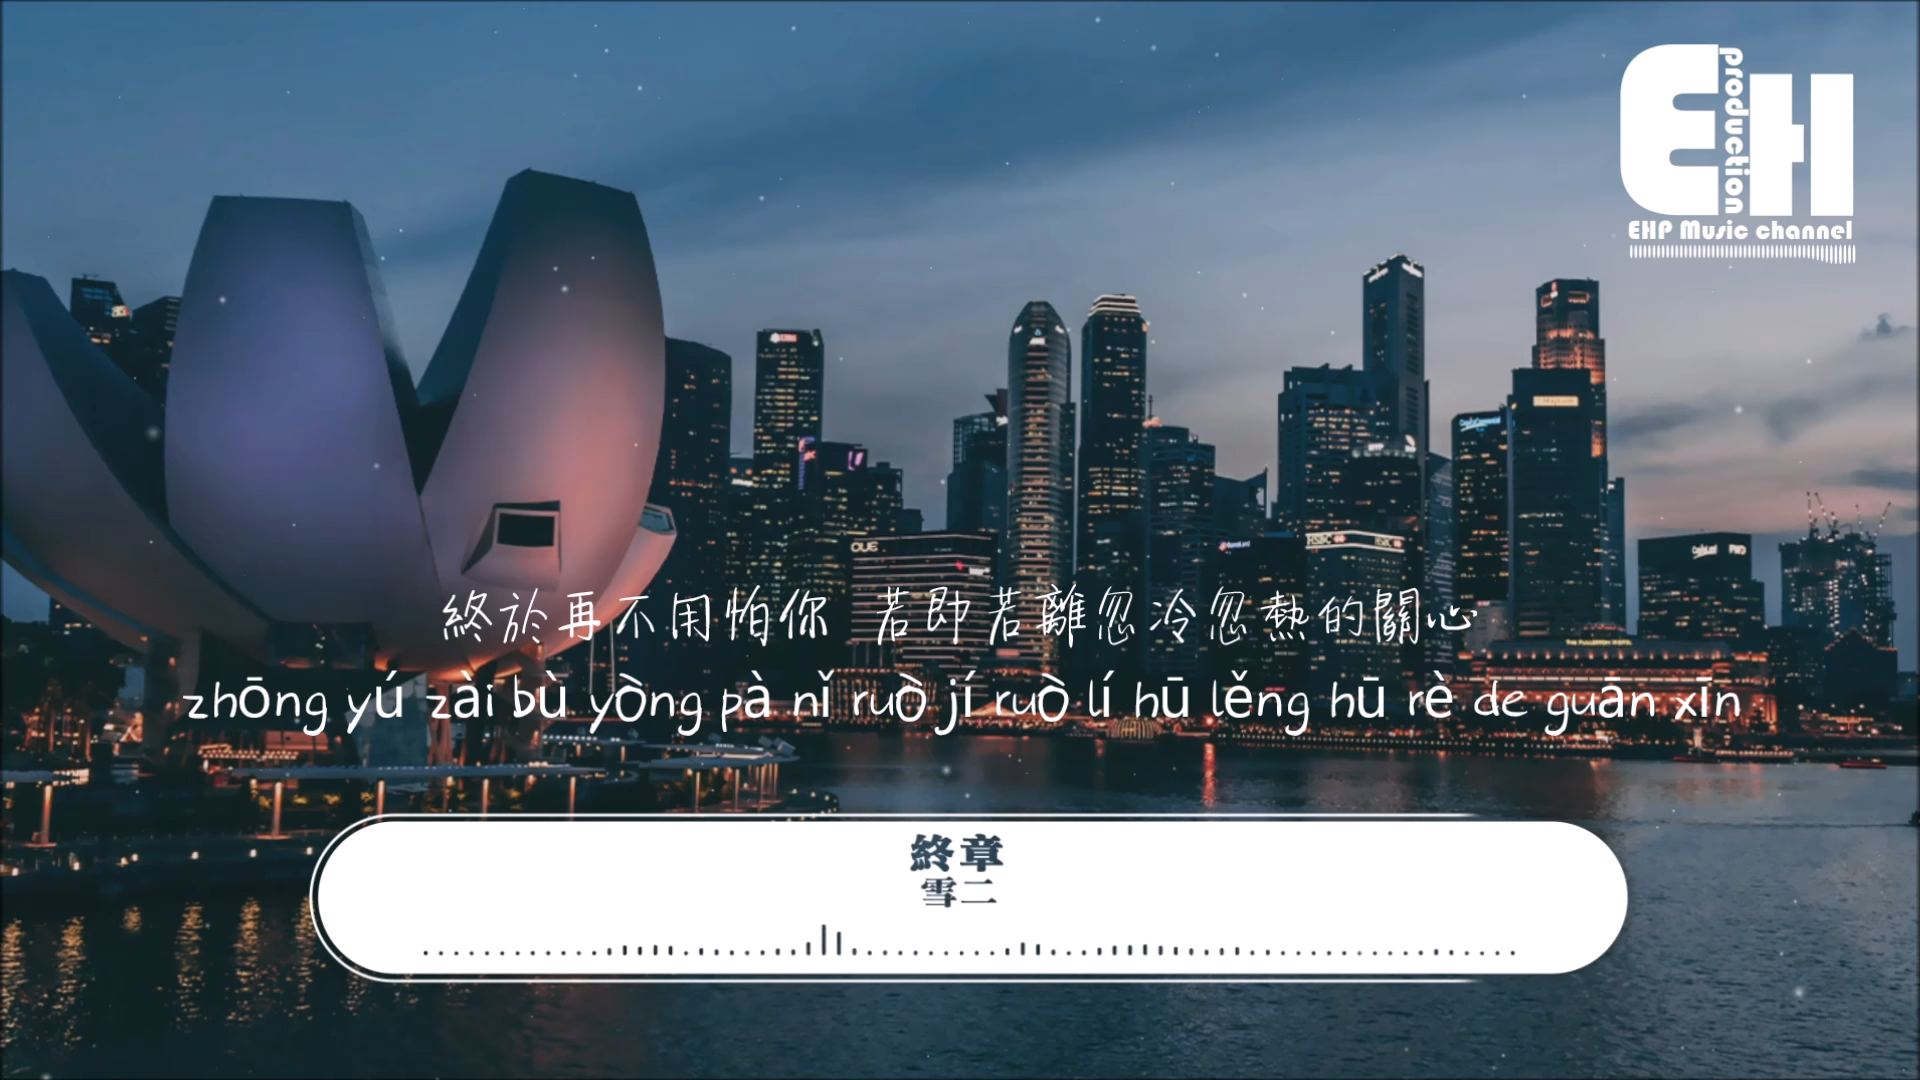 production
EH
EHP Music channel
OUE
HSBC
終於再不用怕你 若即若離忽冷忽熱的關心
zhōng yú zài bù yòng pà nǐ ruò jí ruò lí hū lěng hū rè de guān xīn
終章
雪二